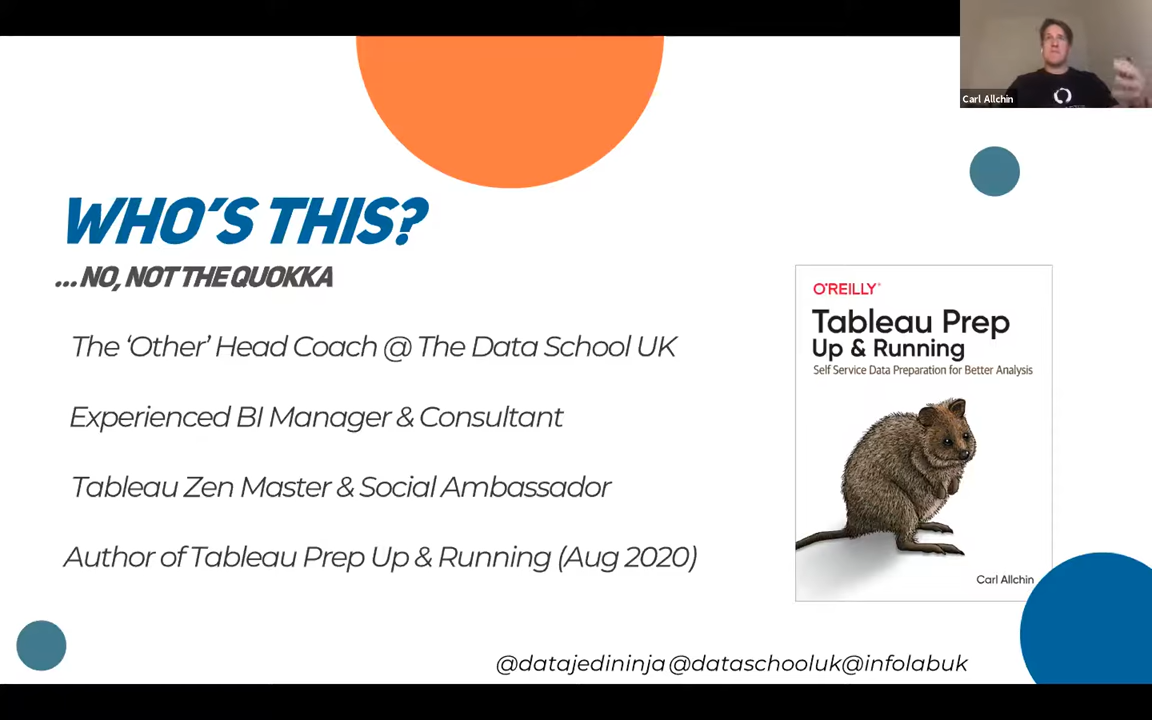 Carl Allchin
WHO'S THIS?
...NO, NOT THE QUOKKA
The 'Other' Head Coach @ The Data School UK
Experienced BI Manager & Consultant
Tableau Zen Master & Social Ambassador
Author of Tableau Prep Up & Running (Aug 2020)
O'REILLY®
Tableau Prep
Up & Running
Self Service Data Preparation for Better Analysis
Carl Allchin
@datajedininja @dataschooluk@infolabuk